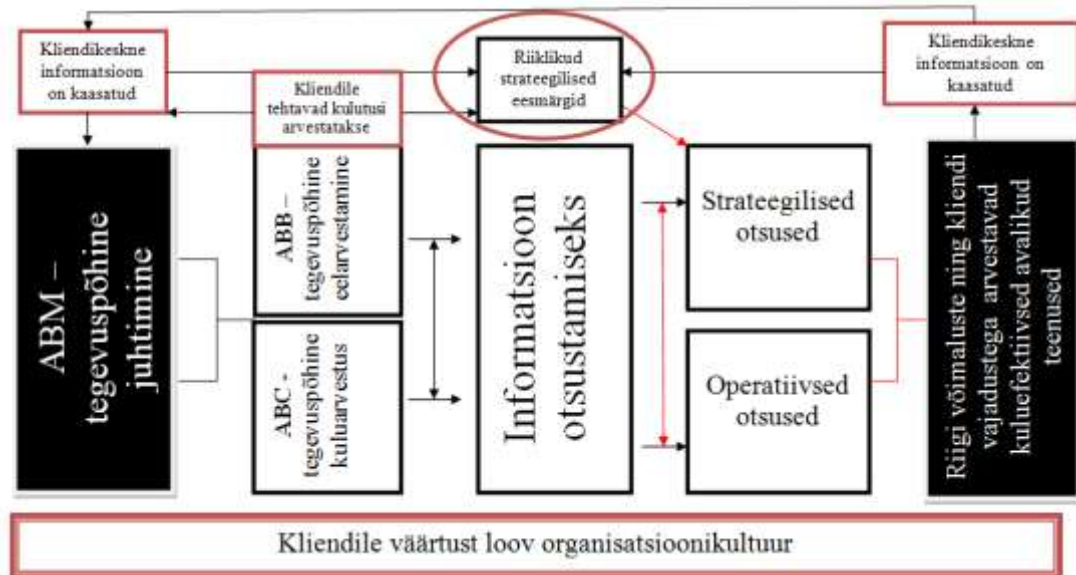 Kliendikeskne
informatsioon
on kaasatud
Kliendile
tehtavad kulutusi
arvestatakse
Riiklikud
strateegilised
eesmärgid
Kliendikeskne
informatsioon on
kaasatud
ABM –
tegevuspõhine
juhtimine
ABB –
tegevuspõhine
eelarvestamine
ABC -
tegevuspõhine
kuluarvestus
Informatsioon
otsustamiseks
Strateegilised
otsused
Operatiivsed
otsused
Riigi võimaluste ning kliendi
vajadustega arvestavad
kuluefektiivsed avalikud
teenused
Kliendile väärtust loov organisatsioonikultuur